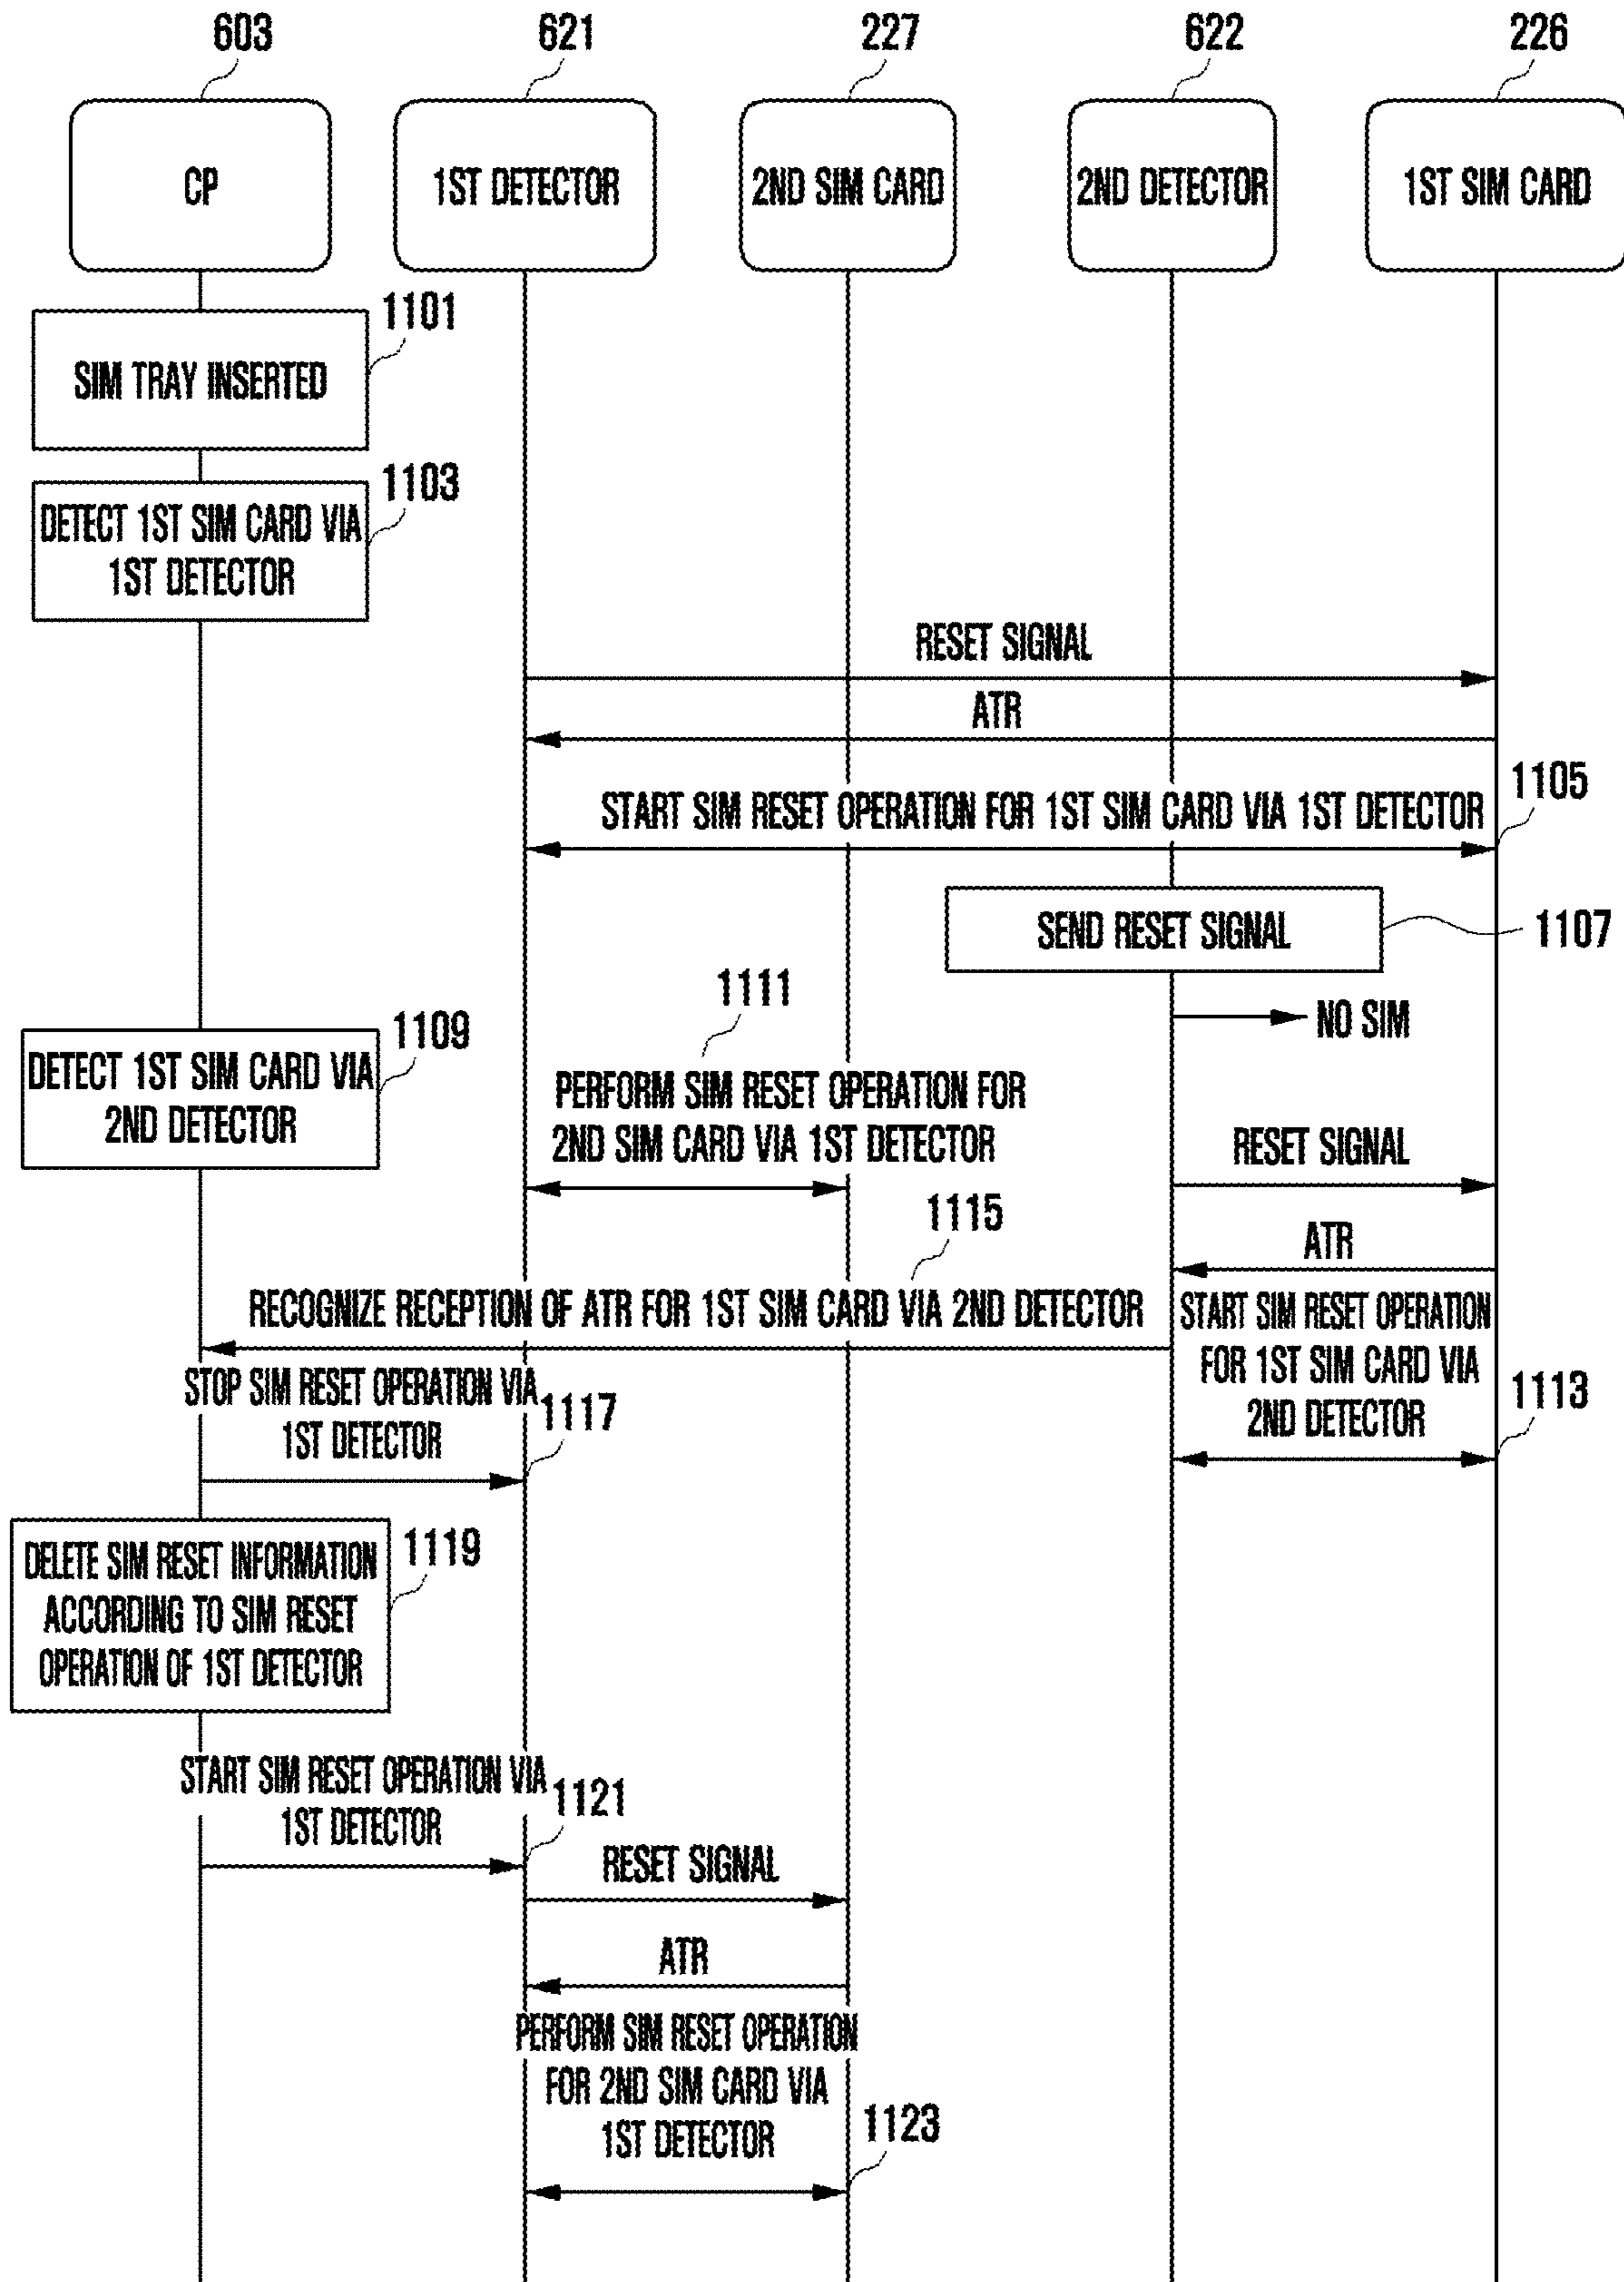 603
621
227
622
226
CP
1ST DETECTOR
2ND SIM CARD
2ND DETECTOR
1ST SIM CARD
1101
SIM TRAY INSERTED
1103
DETECT 1ST SIM CARD VIA
1ST DETECTOR
RESET SIGNAL
ATR
1105
START SIM RESET OPERATION FOR 1ST SIM CARD VIA 1ST DETECTOR
SEND RESET SIGNAL
1107
NO SIM
1109
DETECT 1ST SIM CARD VIA
2ND DETECTOR
1111
PERFORM SIM RESET OPERATION FOR
2ND SIM CARD VIA 1ST DETECTOR
RESET SIGNAL
ATR
1115
RECOGNIZE RECEPTION OF ATR FOR 1ST SIM CARD VIA 2ND DETECTOR
START SIM RESET OPERATION
FOR 1ST SIM CARD VIA
2ND DETECTOR
1113
STOP SIM RESET OPERATION VIA
1ST DETECTOR
1117
DELETE SIM RESET INFORMATION
ACCORDING TO SIM RESET
OPERATION OF 1ST DETECTOR
1119
START SIM RESET OPERATION VIA
1ST DETECTOR
1121
RESET SIGNAL
ATR
PERFORM SIM RESET OPERATION
FOR 2ND SIM CARD VIA
1ST DETECTOR
1123